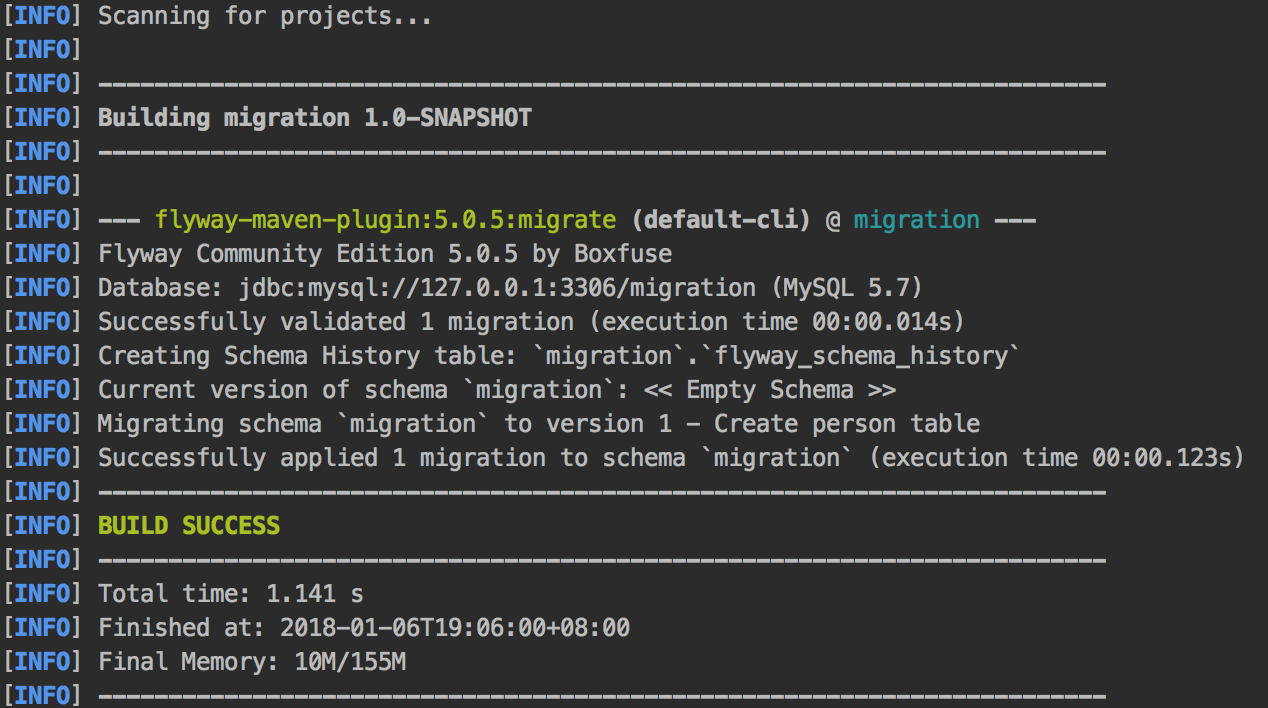 [INFO] Scanning for projects...
[INFO]
[INFO] ------------------------------------------------------------------------
[INFO] Building migration 1.0-SNAPSHOT
[INFO] ------------------------------------------------------------------------
[INFO]
[INFO] --- flyway-maven-plugin:5.0.5:migrate (default-cli) @ migration ---
[INFO] Flyway Community Edition 5.0.5 by Boxfuse
[INFO] Database: jdbc:mysql://127.0.0.1:3306/migration (MySQL 5.7)
[INFO] Successfully validated 1 migration (execution time 00:00.014s)
[INFO] Creating Schema History table: `migration`.`flyway_schema_history`
[INFO] Current version of schema `migration`: << Empty Schema >>
[INFO] Migrating schema `migration` to version 1 - Create person table
[INFO] Successfully applied 1 migration to schema `migration` (execution time 00:00.123s)
[INFO] ------------------------------------------------------------------------
[INFO] BUILD SUCCESS
[INFO] ------------------------------------------------------------------------
[INFO] Total time: 1.141 s
[INFO] Finished at: 2018-01-06T19:06:00+08:00
[INFO] Final Memory: 10M/155M
[INFO] ------------------------------------------------------------------------